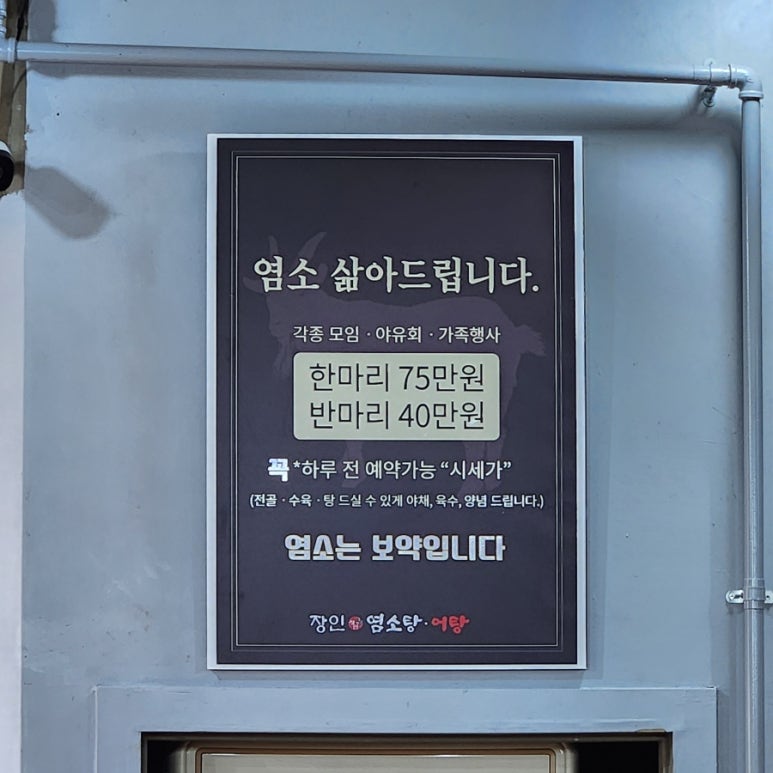 염소 삶아드립니다.
각종 모임 · 야유회 · 가족행사
한마리 75만원
반마리 40만원
꼭 *하루 전 예약가능 “시세가”
(전골 · 수육 · 탕 드실 수 있게 야채, 육수, 양념 드립니다.)
염소는 보약입니다
장인 염소탕 · 어탕